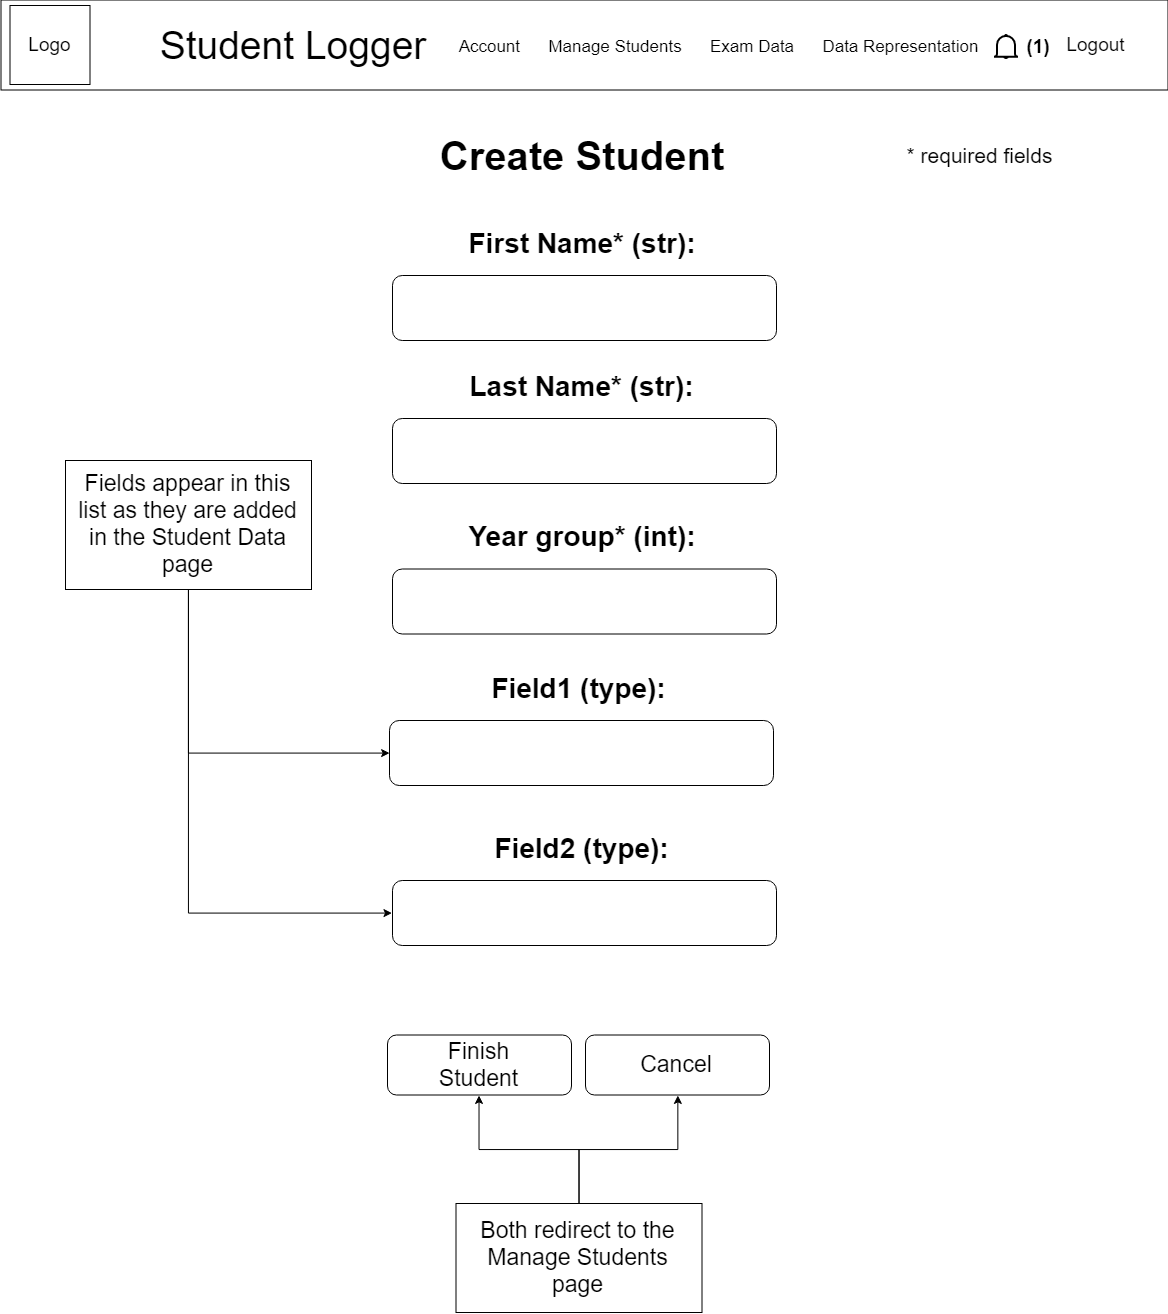 Logo
Student Logger
Account
Manage Students
Exam Data
Data Representation
(1)
Logout
Create Student
* required fields
First Name* (str):
Last Name* (str):
Fields appear in this
list as they are added
in the Student Data
page
Year group* (int):
Field1 (type):
Field2 (type):
Finish
Student
Cancel
Both redirect to the
Manage Students
page